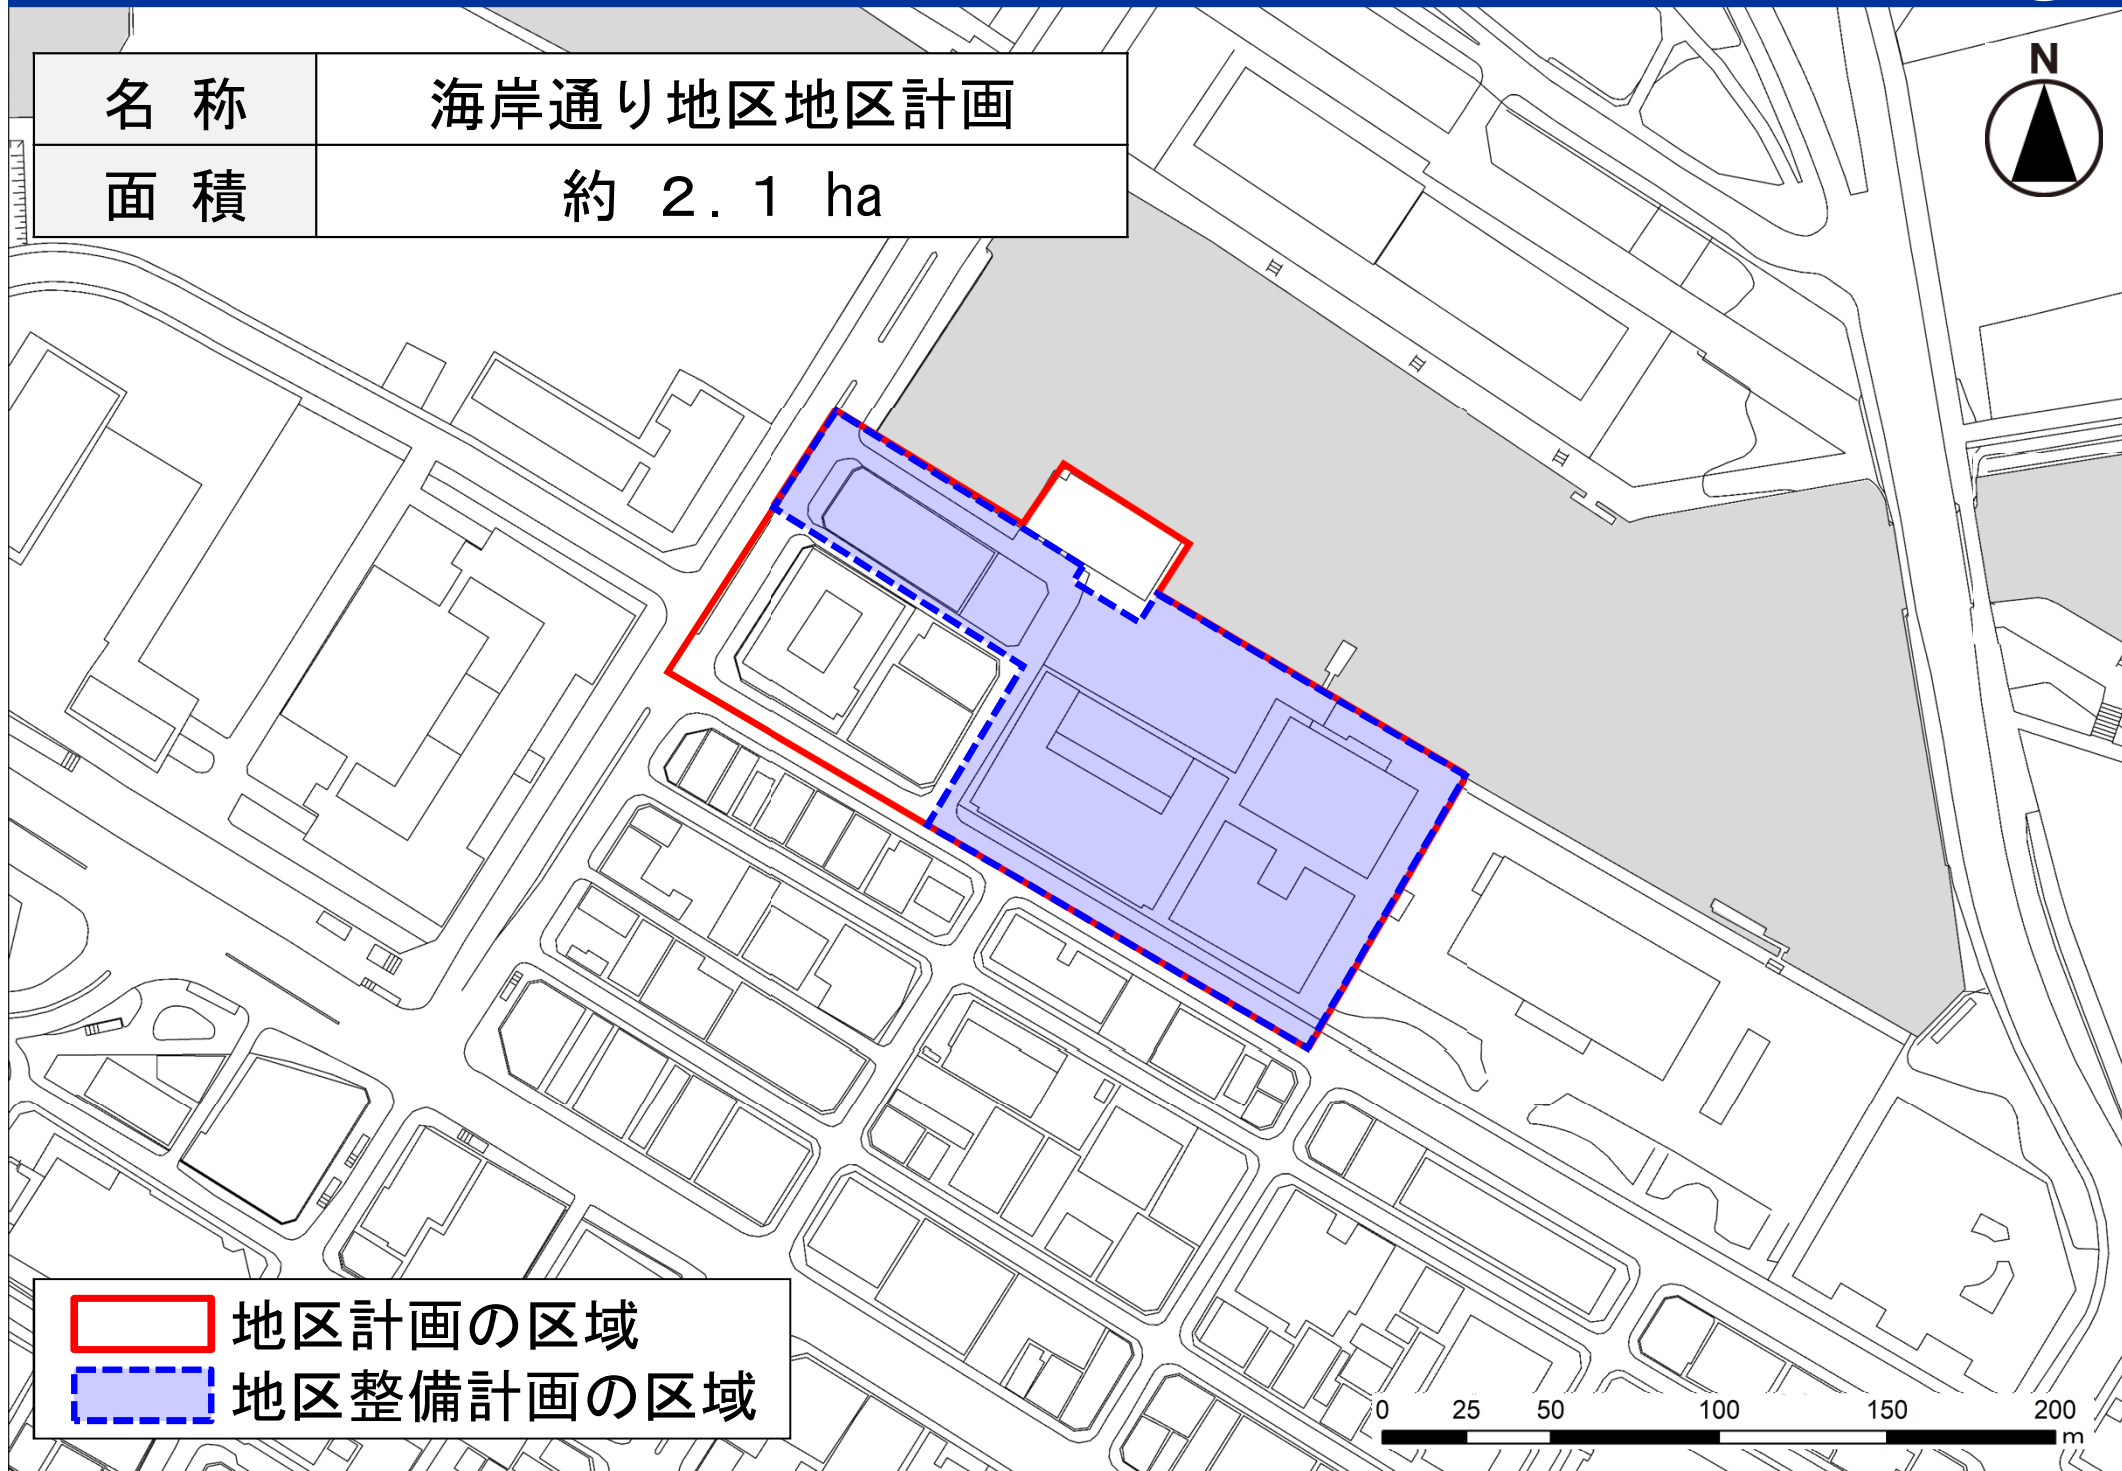 名 称 海岸通り地区地区計画
面 積 約 2.1 ha
N
地区計画の区域
地区整備計画の区域
0 25 50 100 150 200
m